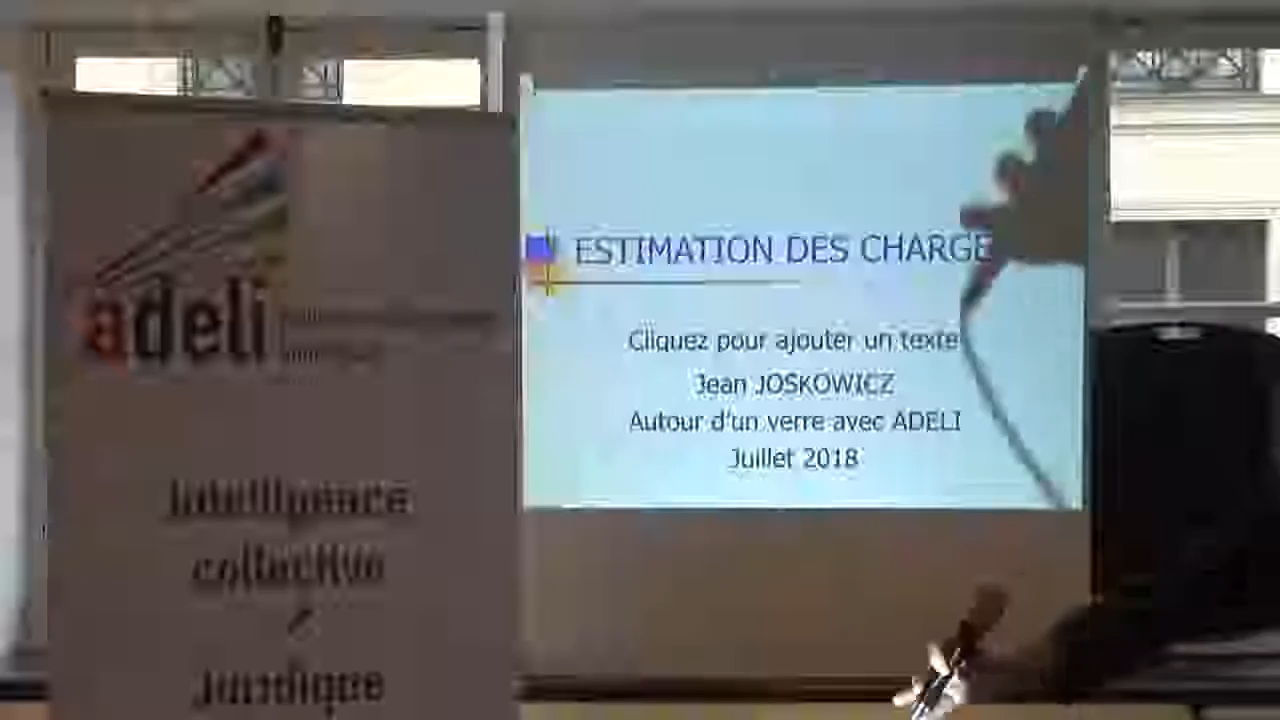 adeli
Intelligence
collective
Juridique
ESTIMATION DES CHARGE
Cliquez pour ajouter un texte
Jean JOSKOWICZ
Autour d'un verre avec ADELI
Juillet 2018